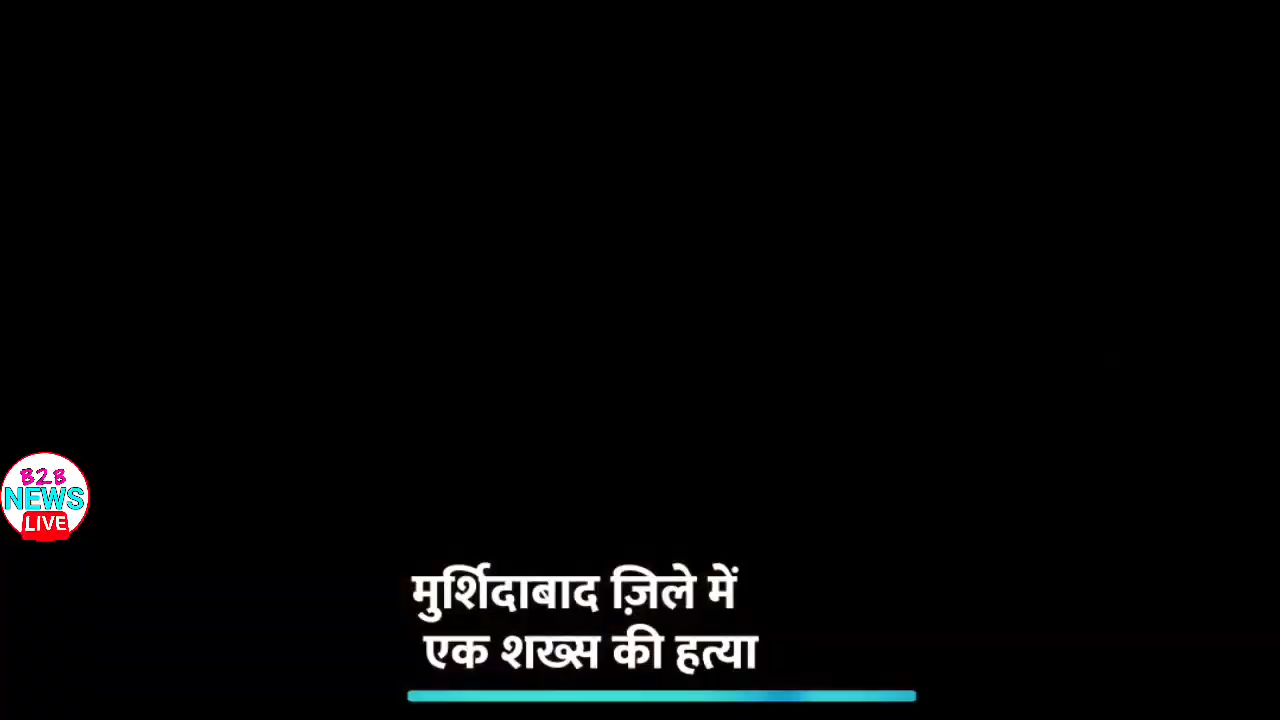 B2B
NEWS
LIVE
मुर्शिदाबाद ज़िले में
एक शख्स की हत्या